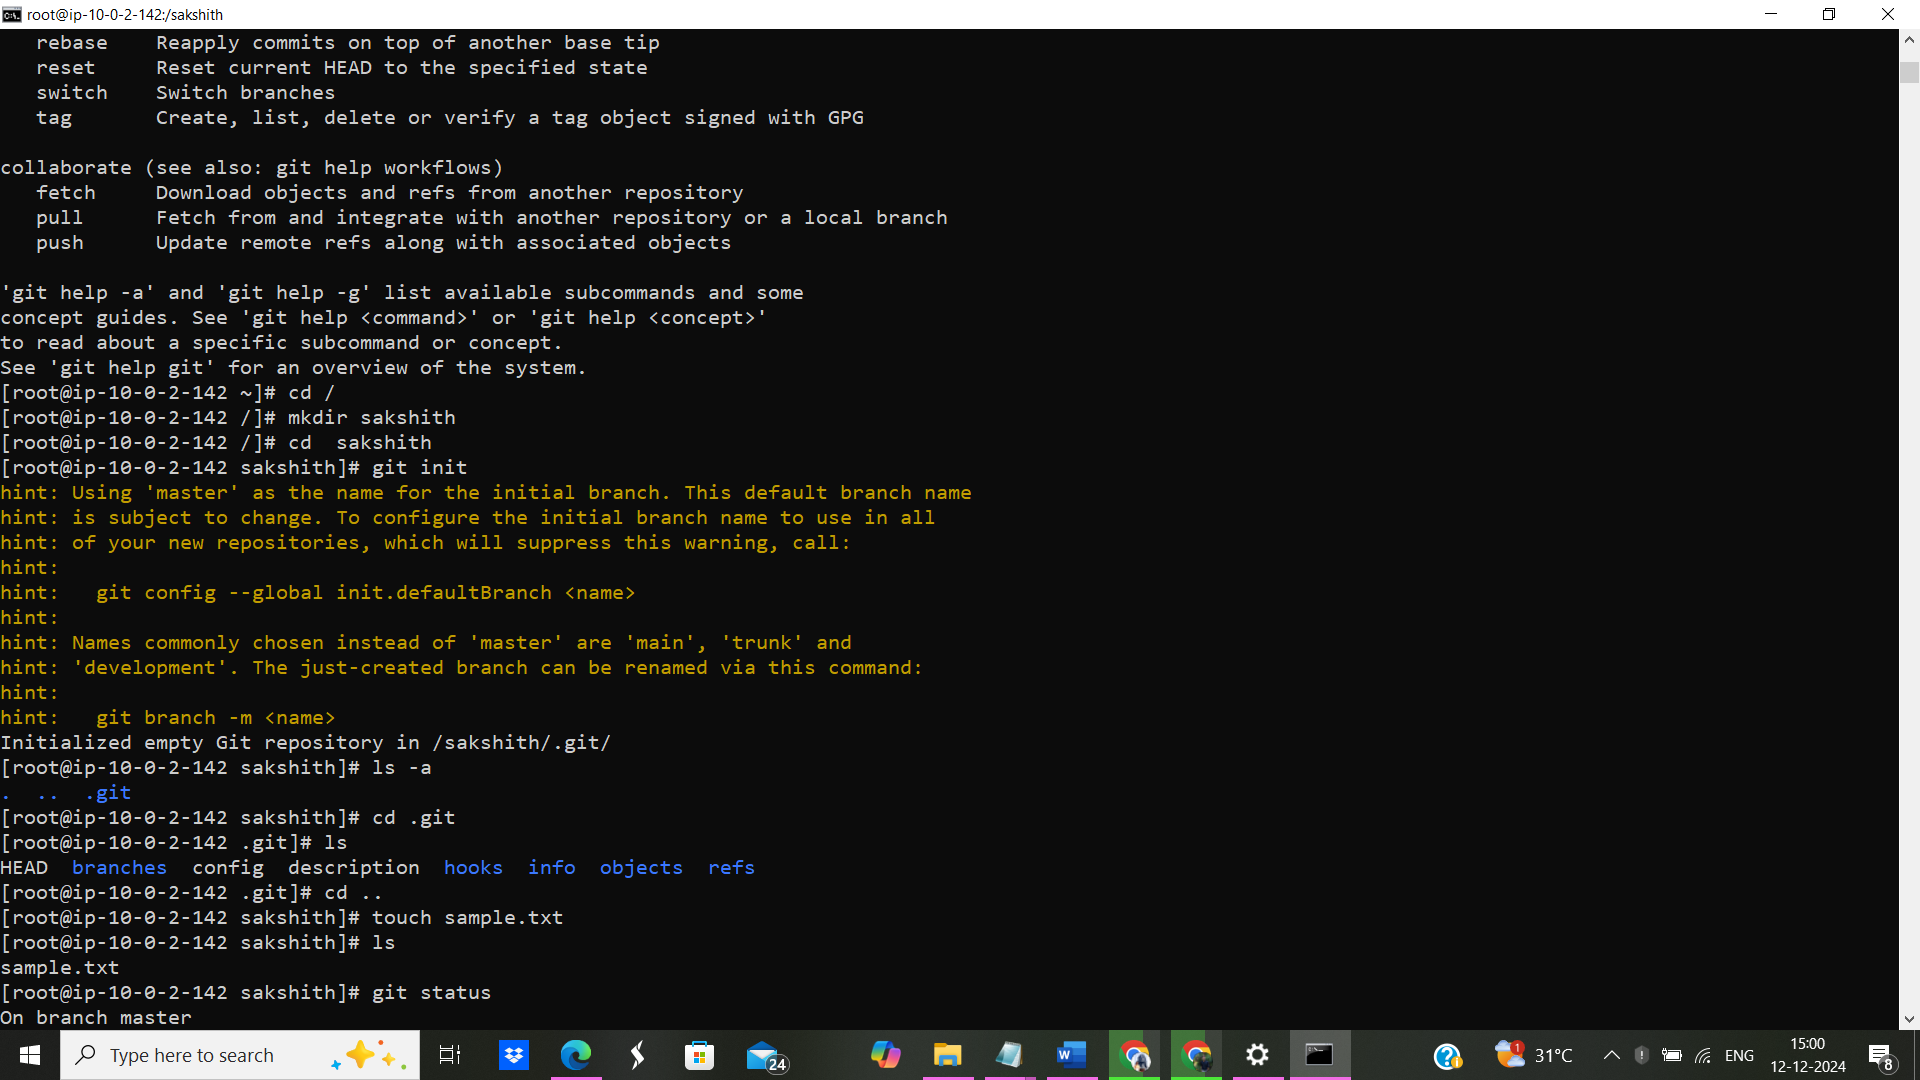 root@ip-10-0-2-142:/sakshith
   rebase    Reapply commits on top of another base tip
   reset     Reset current HEAD to the specified state
   switch    Switch branches
   tag       Create, list, delete or verify a tag object signed with GPG

collaborate (see also: git help workflows)
   fetch     Download objects and refs from another repository
   pull      Fetch from and integrate with another repository or a local branch
   push      Update remote refs along with associated objects

'git help -a' and 'git help -g' list available subcommands and some
concept guides. See 'git help <command>' or 'git help <concept>'
to read about a specific subcommand or concept.
See 'git help git' for an overview of the system.
[root@ip-10-0-2-142 ~]# cd /
[root@ip-10-0-2-142 /]# mkdir sakshith
[root@ip-10-0-2-142 /]# cd  sakshith
[root@ip-10-0-2-142 sakshith]# git init
hint: Using 'master' as the name for the initial branch. This default branch name
hint: is subject to change. To configure the initial branch name to use in all
hint: of your new repositories, which will suppress this warning, call:
hint:
hint:   git config --global init.defaultBranch <name>
hint:
hint: Names commonly chosen instead of 'master' are 'main', 'trunk' and
hint: 'development'. The just-created branch can be renamed via this command:
hint:
hint:   git branch -m <name>
Initialized empty Git repository in /sakshith/.git/
[root@ip-10-0-2-142 sakshith]# ls -a
.  ..  .git
[root@ip-10-0-2-142 sakshith]# cd .git
[root@ip-10-0-2-142 .git]# ls
HEAD  branches  config  description  hooks  info  objects  refs
[root@ip-10-0-2-142 .git]# cd ..
[root@ip-10-0-2-142 sakshith]# touch sample.txt
[root@ip-10-0-2-142 sakshith]# ls
sample.txt
[root@ip-10-0-2-142 sakshith]# git status
On branch master
Type here to search
24
1
31°C
ENG
15:00
12-12-2024
8